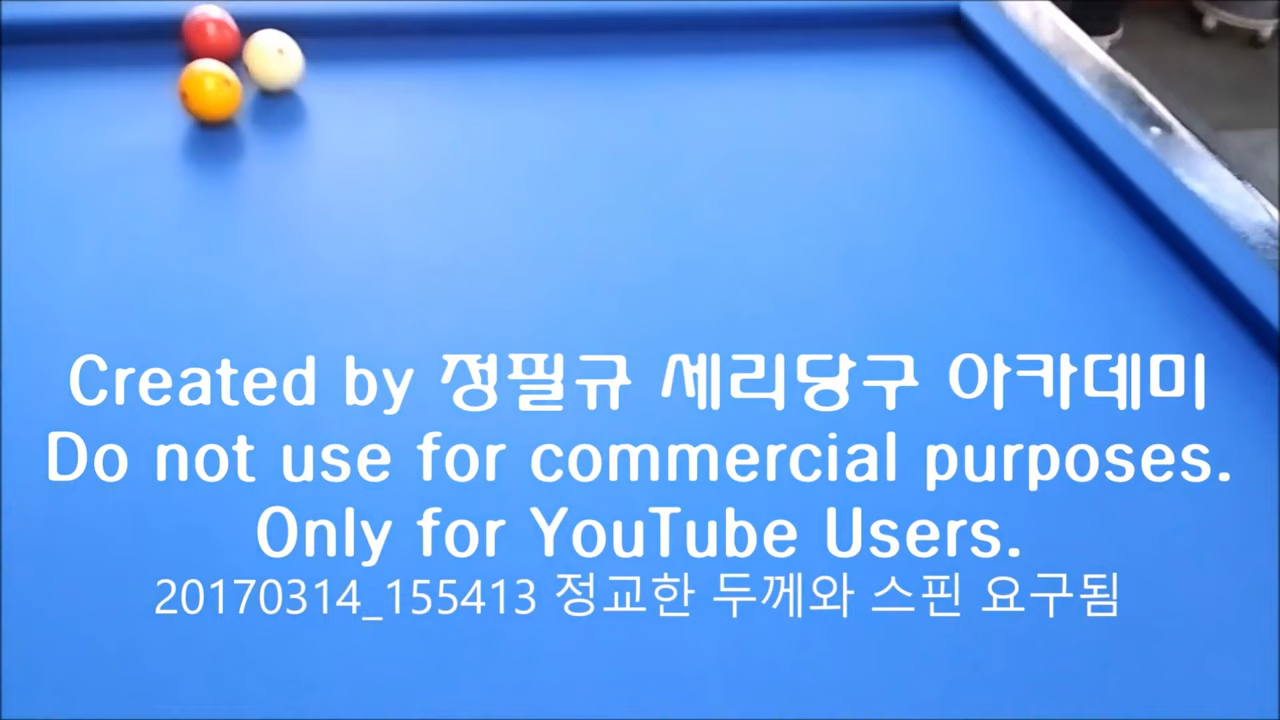 Created by 정필규 세리당구 아카데미
Do not use for commercial purposes.
Only for YouTube Users.
20170314_155413 정교한 두께와 스핀 요구됨